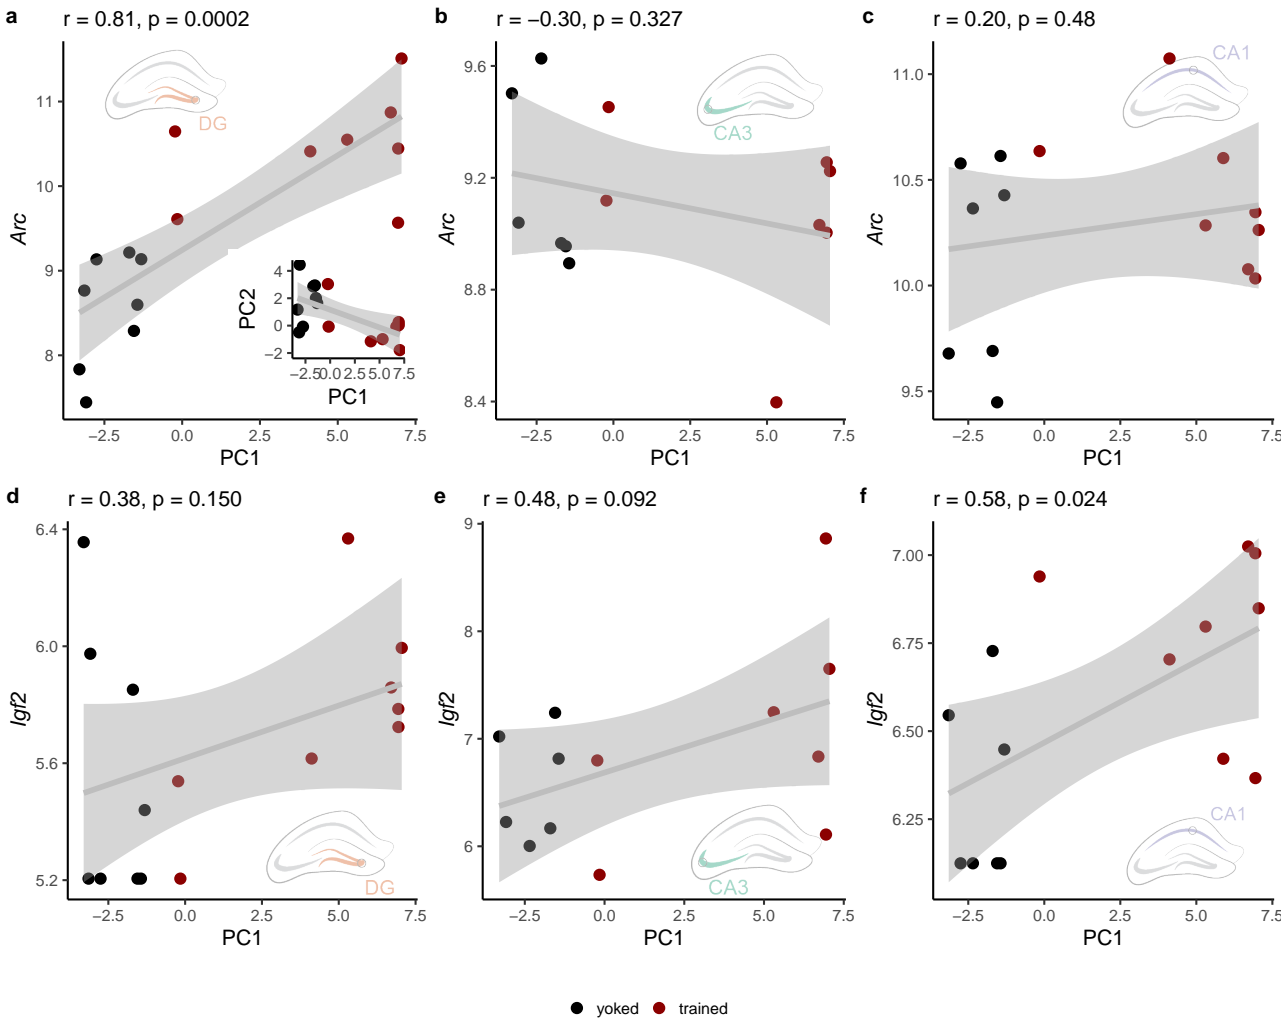 a
r = 0.81, p = 0.0002
11
10
9
8
Arc
DG
−2.5
0.0
2.5
5.0
7.5
PC1
4
2
0
−2
PC2
−2.5
0.0
2.5
5.0
7.5
PC1
b
r = −0.30, p = 0.327
9.6
9.2
8.8
8.4
Arc
CA3
−2.5
0.0
2.5
5.0
7.5
PC1
c
r = 0.20, p = 0.48
11.0
10.5
10.0
9.5
Arc
CA1
−2.5
0.0
2.5
5.0
7.5
PC1
d
r = 0.38, p = 0.150
6.4
6.0
5.6
5.2
Igf2
DG
−2.5
0.0
2.5
5.0
7.5
PC1
e
r = 0.48, p = 0.092
9
8
7
6
Igf2
CA3
−2.5
0.0
2.5
5.0
7.5
PC1
f
r = 0.58, p = 0.024
7.00
6.75
6.50
6.25
Igf2
CA1
−2.5
0.0
2.5
5.0
7.5
PC1
yoked
trained